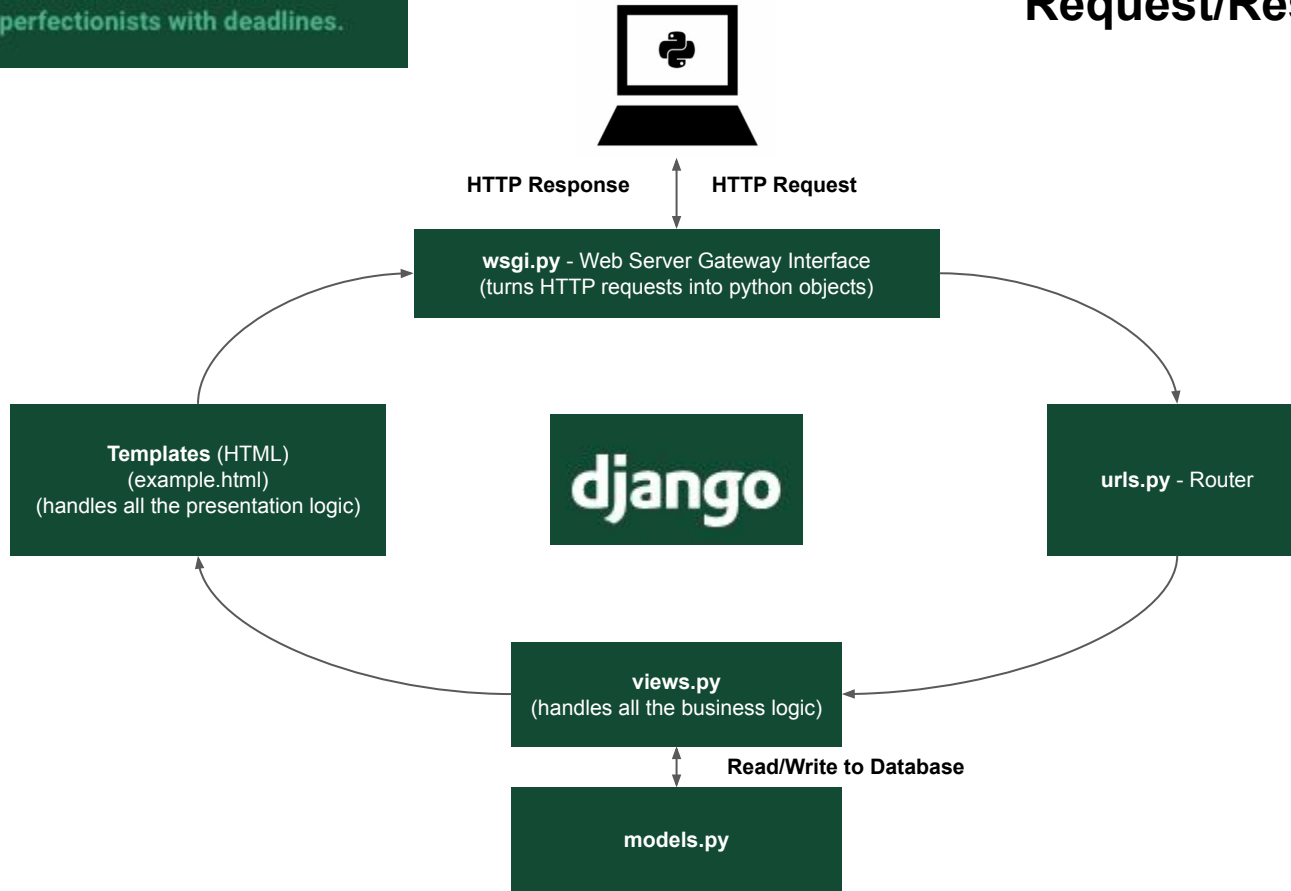 perfectionists with deadlines.
Request/Res
HTTP Response
HTTP Request
wsgi.py - Web Server Gateway Interface
(turns HTTP requests into python objects)
Templates (HTML)
(example.html)
(handles all the presentation logic)
django
urls.py - Router
views.py
(handles all the business logic)
Read/Write to Database
models.py